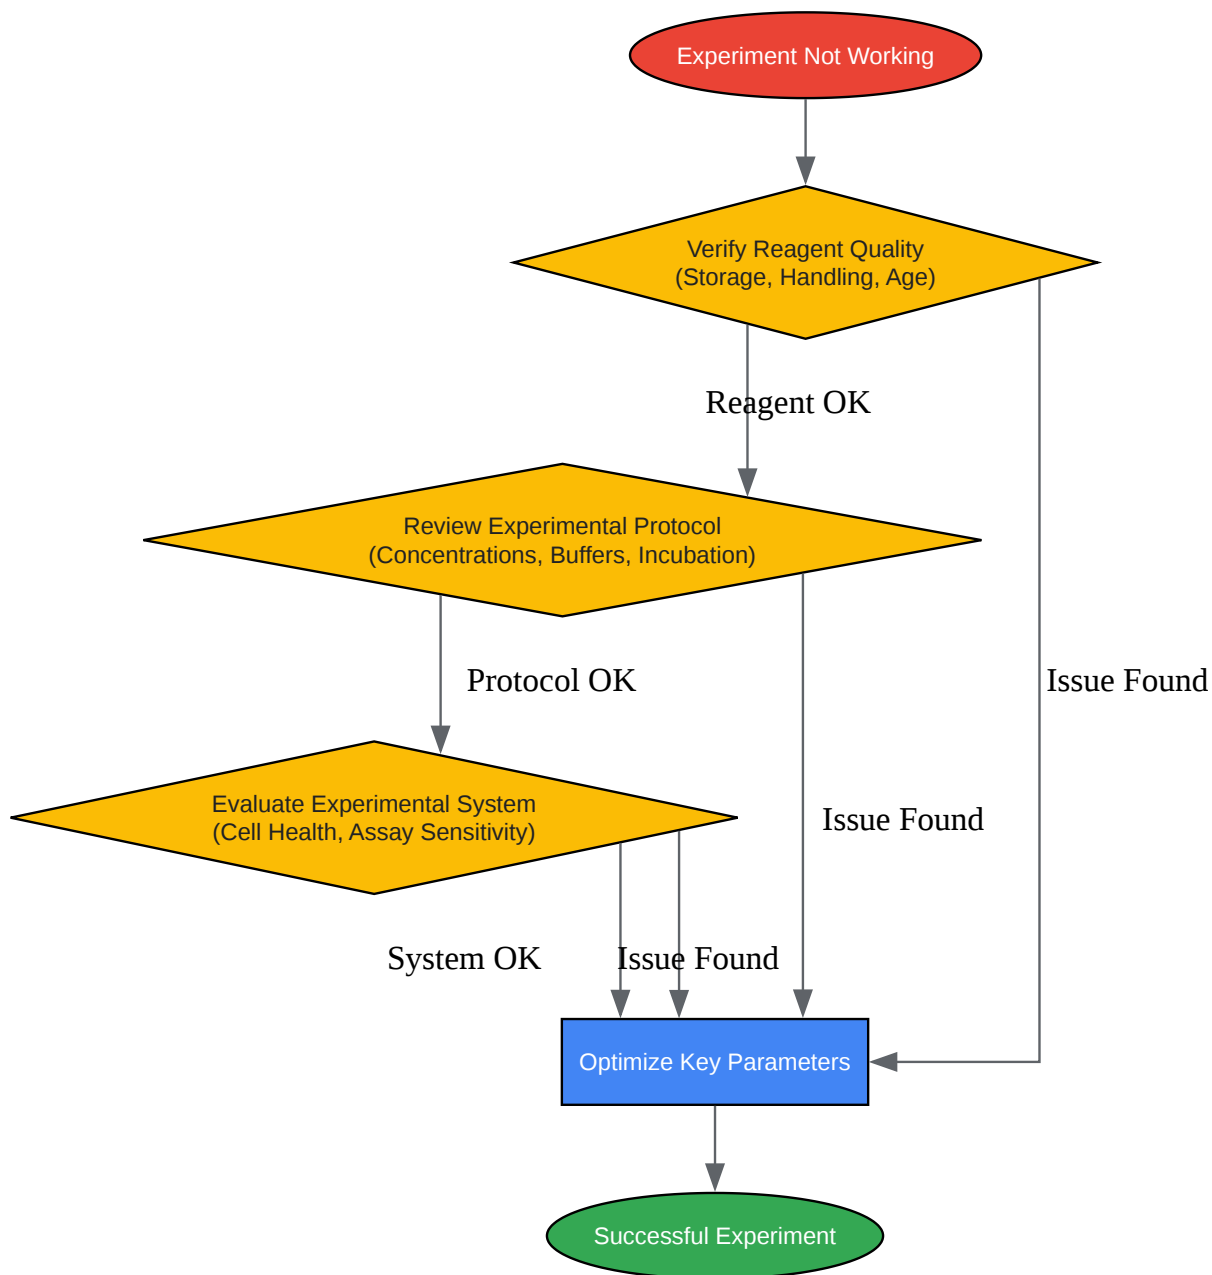 Experiment Not Working
Verify Reagent Quality
(Storage, Handling, Age)
Reagent OK
Review Experimental Protocol
(Concentrations, Buffers, Incubation)
Protocol OK
Issue Found
Evaluate Experimental System
(Cell Health, Assay Sensitivity)
Issue Found
System OK
Issue Found
Optimize Key Parameters
Successful Experiment